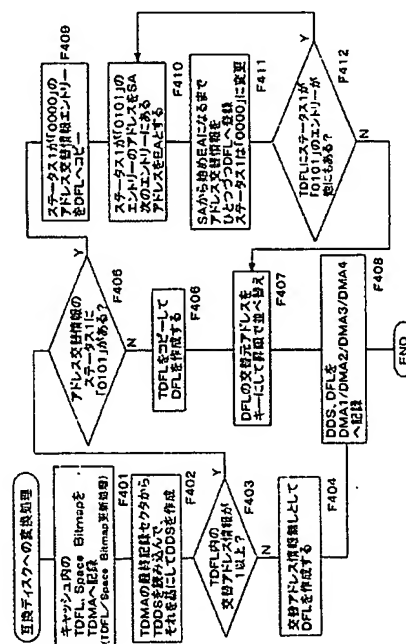 互換ディスクへの変換処理
キャッシュ内の
TDFL, Space Bitmapを
TDMAへ記録
(TDFL/Space Bitmap更新処理)
F401
TDMAの最終記録セクタから、
TDDSを読み込んで
それを基にしてDDSを作成
F402
TDFL内の
交替アドレス情報が
1以上?
F403
Y
N
交替アドレス情報無しとして
DFLを作成する
F404
アドレス交替情報の
ステータス1に
「0101」がある?
F405
Y
N
TDFLをコピーして
DFLを作成する
F406
DFLの交替元アドレスを
キーにして昇順で並べ替え
F407
DDS、DFLを
DMA1/DMA2/DMA3/DMA4
へ記録
F408
END
ステータス1が「0000」の
アドレス交替情報エントリー
をDFLへコピー
F409
ステータス1が「0101」の
エントリーのアドレスをSA
次のエントリーにある
アドレスをEAとする
F410
SAから始めEAになるまで
アドレス交替情報を
ひとつづつDFLへ登録
ステータス1は「0000」に変更
F411
TDFLにステータス1が
「0101」のエントリーが
他にもある?
F412
Y
N